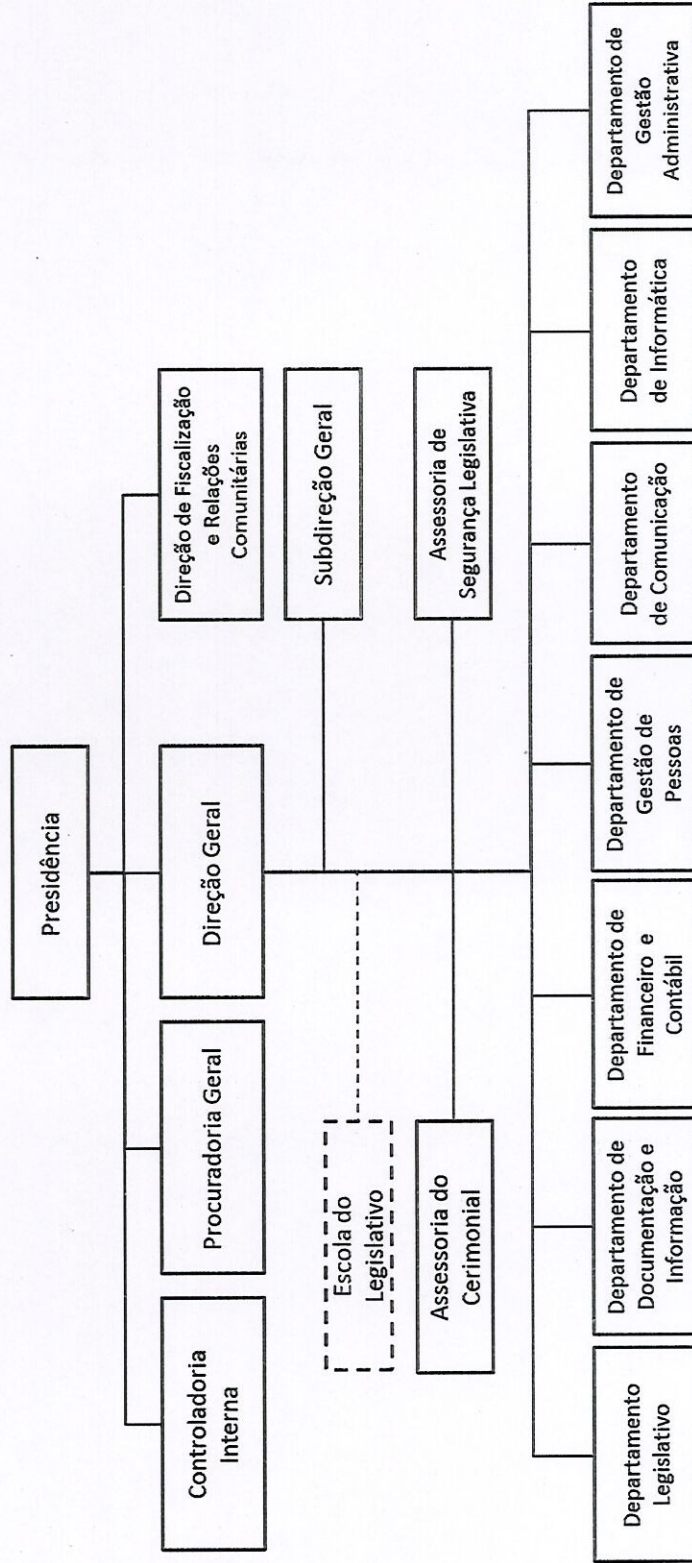 Presidência
Controladoria
Interna
Procuradoria Geral
Direção Geral
Direção de Fiscalização
e Relações
Comunitárias
Subdireção Geral
Escola do
Legislativo
Assessoria do
Cerimonial
Assessoria de
Segurança Legislativa
Departamento
Legislativo
Departamento de
Documentação e
Informação
Departamento de
Financeiro e
Contábil
Departamento de
Gestão de
Pessoas
Departamento
de Comunicação
Departamento
de Informática
Departamento de
Gestão
Administrativa